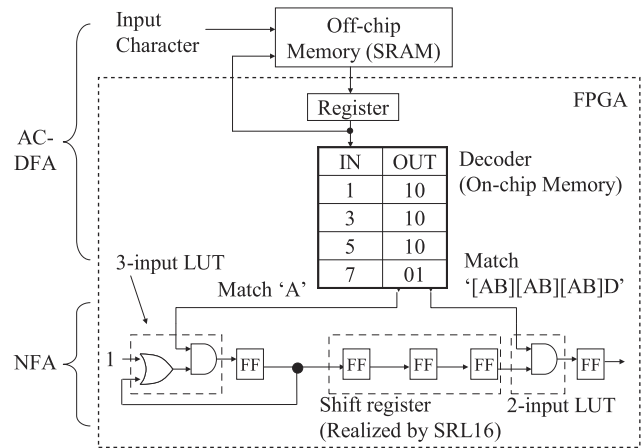 Input
Character
Off-chip
Memory (SRAM)
FPGA
Register
AC-
DFA
IN OUT
1 10
3 10
5 10
7 01
Decoder
(On-chip Memory)
3-input LUT
Match ‘A’
Match
‘[AB][AB][AB]D’
NFA
1
FF
FF
FF
FF
FF
Shift register
(Realized by SRL16)
2-input LUT